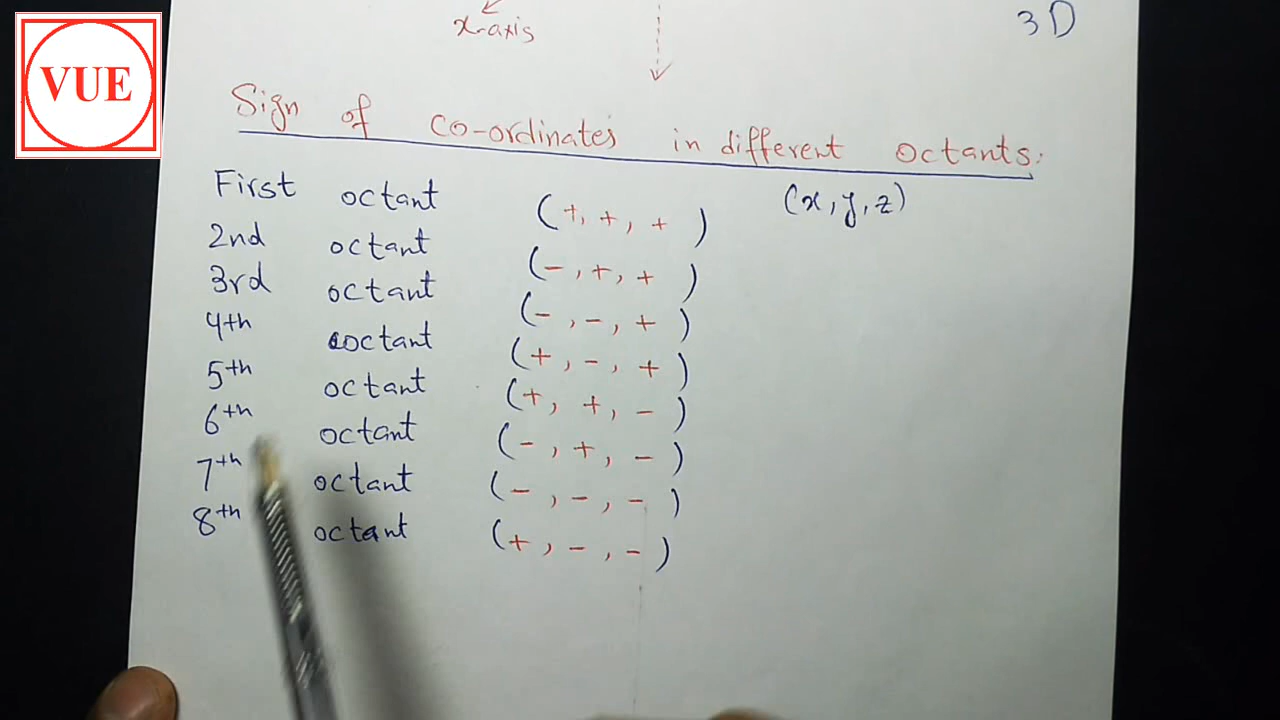 VUE
x-axis
3D
Sign of co-ordinates in different octants:
(x, y, z)
First octant (+, +, +)
2nd octant (-, +, +)
3rd octant (-, -, +)
4th octant (+, -, +)
5th octant (+, +, -)
6th octant (-, +, -)
7th octant (-, -, -)
8th octant (+, -, -)